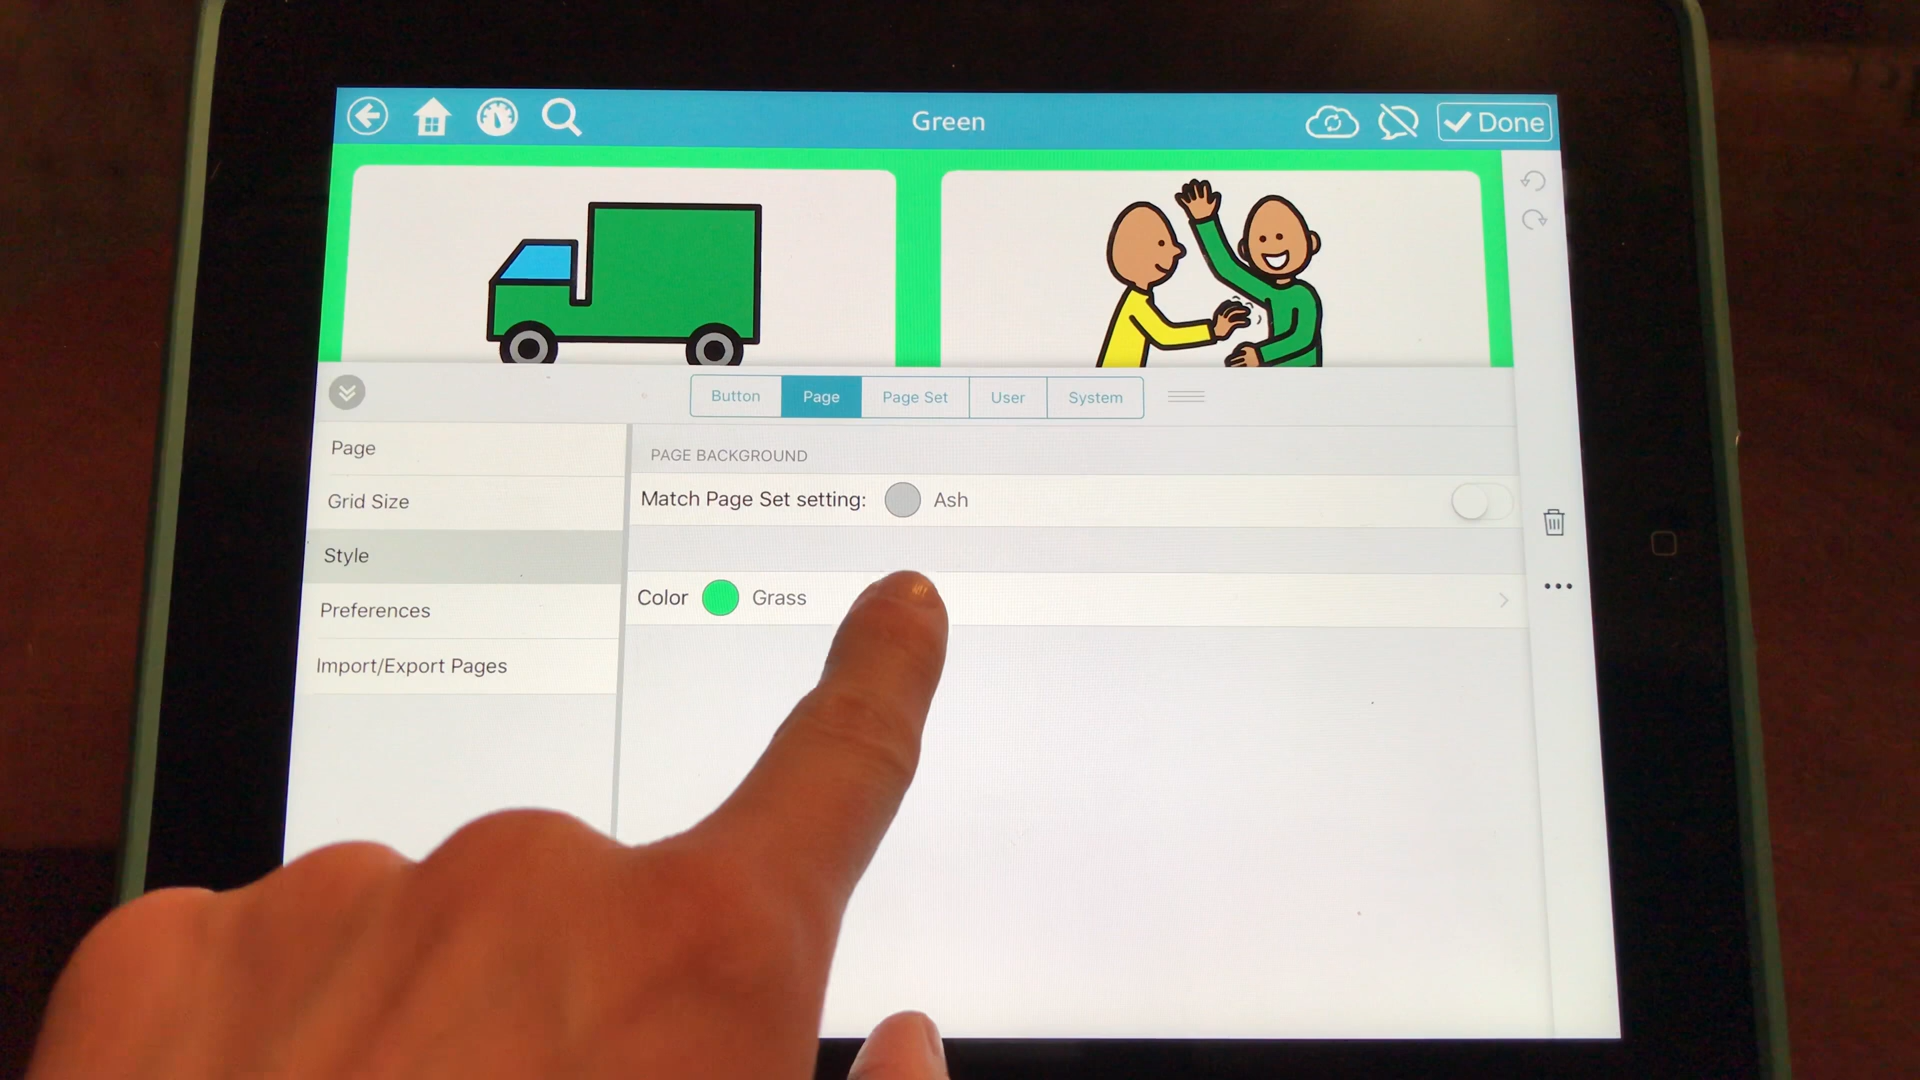 Green
Done
Button Page Page Set User System
Page
Grid Size
Style
Preferences
Import/Export Pages
PAGE BACKGROUND
Match Page Set setting: Ash
Color Grass